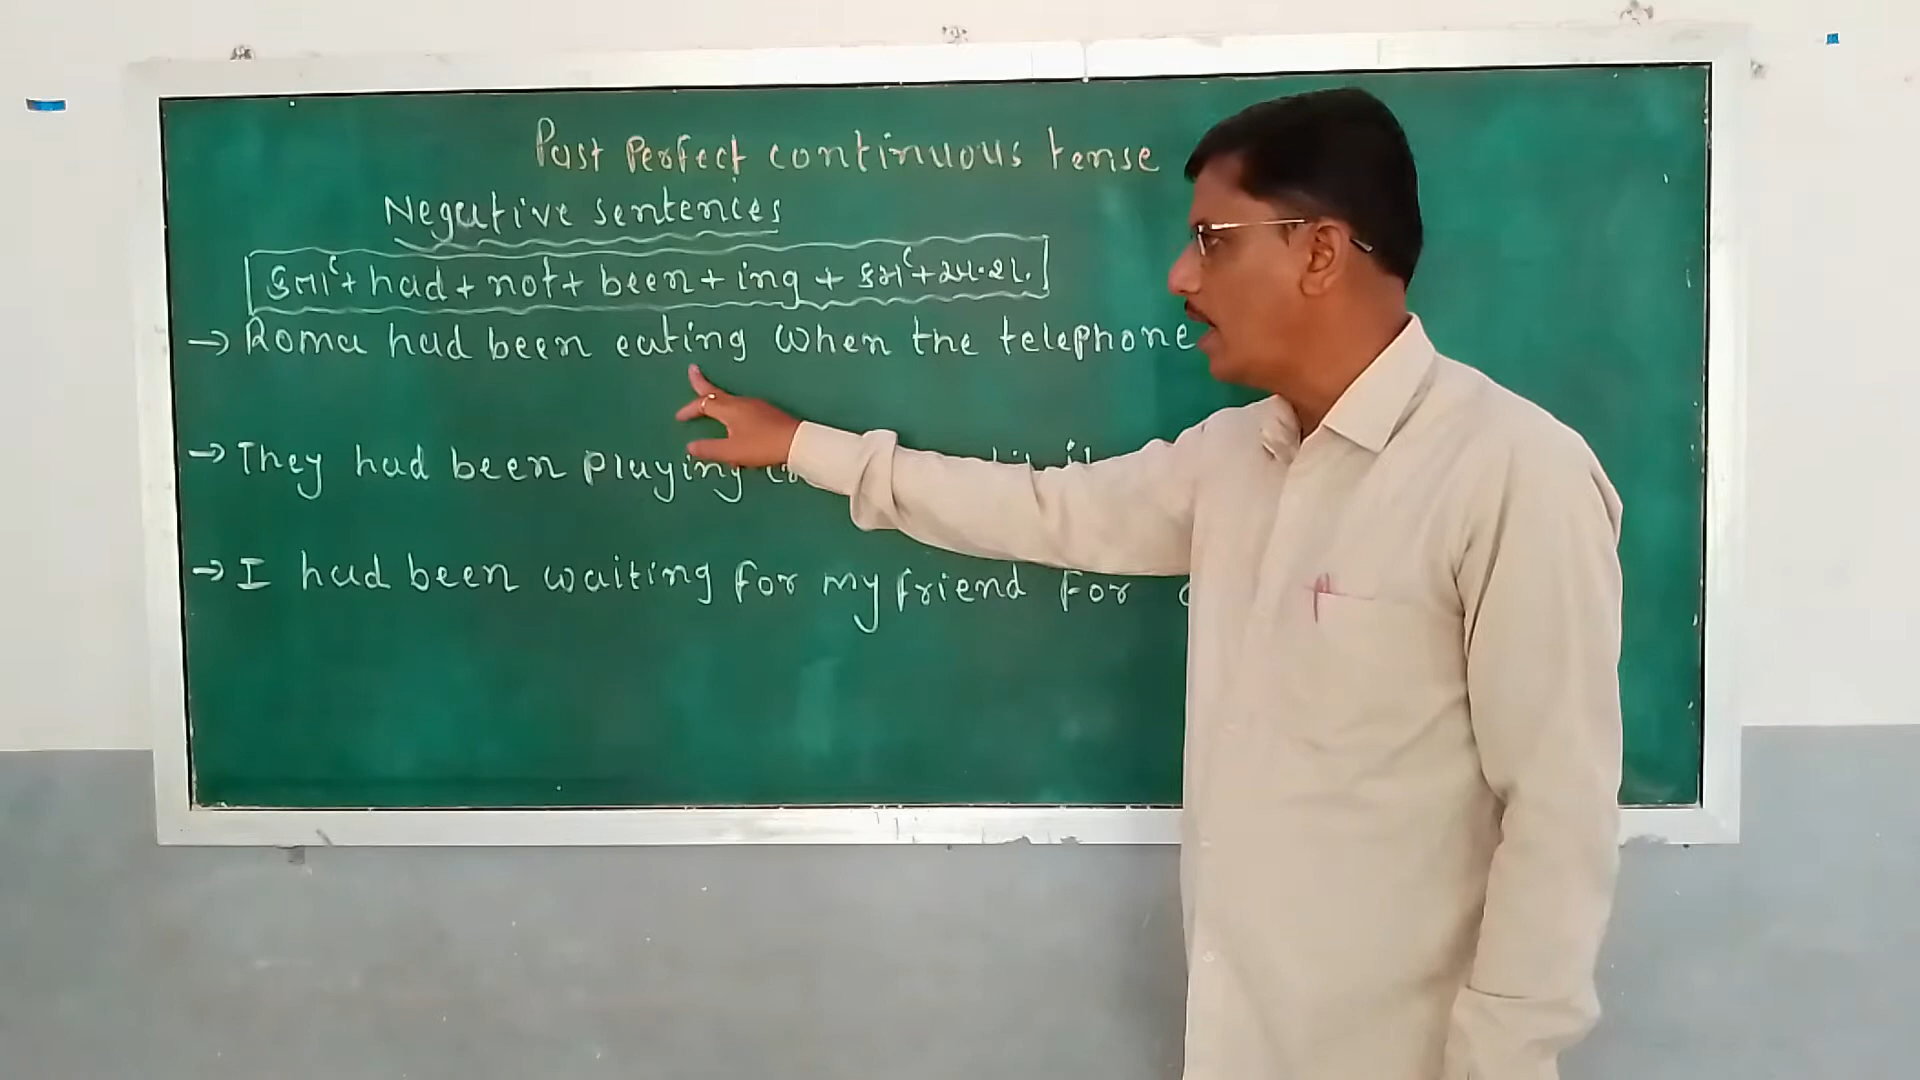 Past Perfect continuous tense
Negative sentences
કર્તા + had + not + been + ing + કર્મ + સમ.શ.
→ Roma had been eating when the telephone
→ They had been playing
→ I had been waiting for my friend for